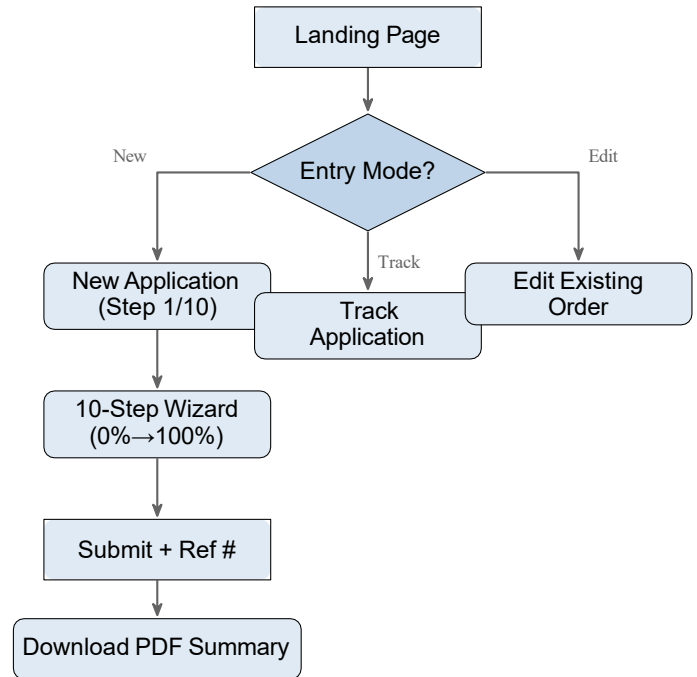 Landing Page
Entry Mode?
New
Edit
Track
New Application
(Step 1/10)
Track
Application
Edit Existing
Order
10-Step Wizard
(0%→100%)
Submit + Ref #
Download PDF Summary